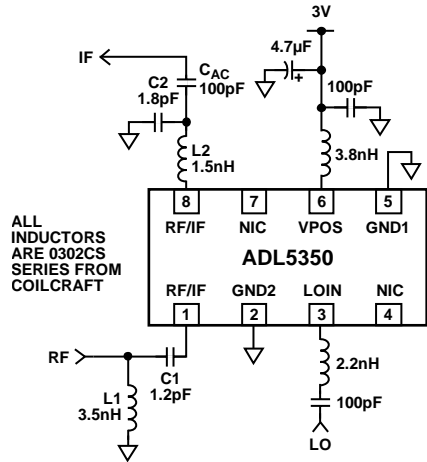 3V
4.7µF
IF
CAC
100pF
C2
1.8pF
100pF
L2
1.5nH
3.8nH
8
7
6
5
RF/IF
NIC
VPOS
GND1
ALL
INDUCTORS
ARE 0302CS
SERIES FROM
COILCRAFT
ADL5350
RF/IF
GND2
LOIN
NIC
1
2
3
4
RF
C1
1.2pF
L1
3.5nH
2.2nH
100pF
LO
+